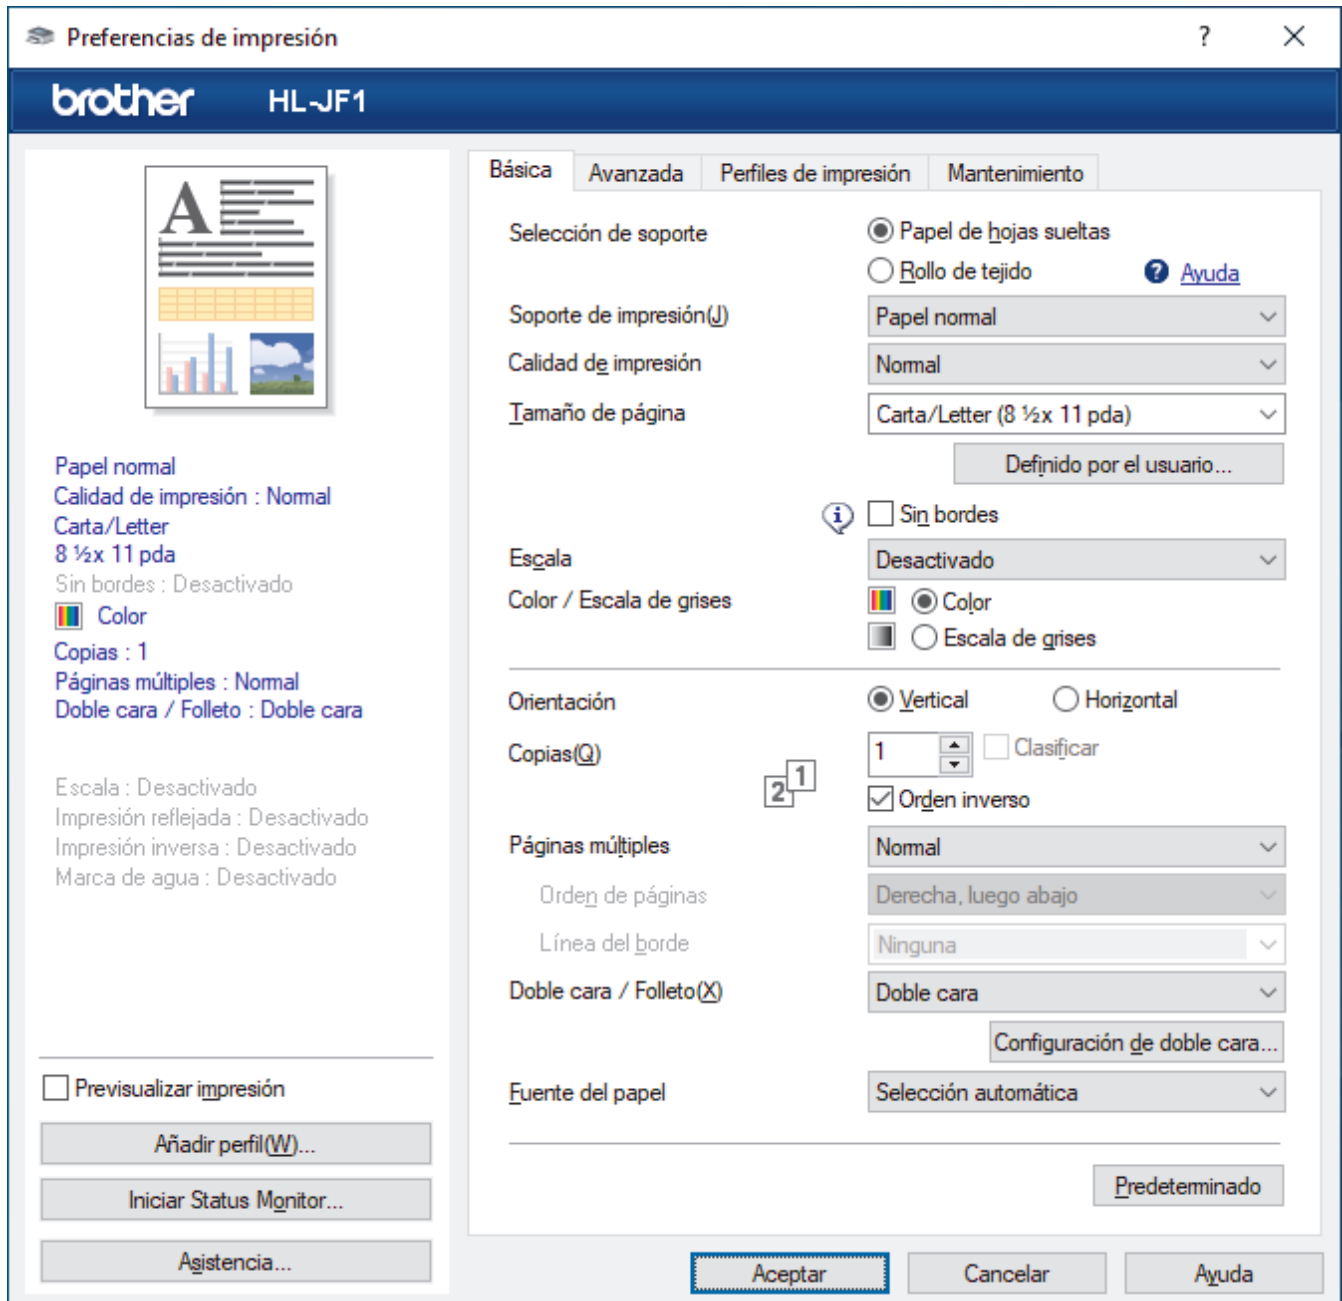 Preferencias de impresión
brother HL-JF1
A
Papel normal
Calidad de impresión : Normal
Carta/Letter
8 ½x 11 pda
Sin bordes : Desactivado
Color
Copias : 1
Páginas múltiples : Normal
Doble cara / Folleto : Doble cara
Escala : Desactivado
Impresión reflejada : Desactivado
Impresión inversa : Desactivado
Marca de agua : Desactivado
Previsualizar impresión
Añadir perfil(W)...
Iniciar Status Monitor...
Asistencia...
Básica Avanzada Perfiles de impresión Mantenimiento
Selección de soporte Papel de hojas sueltas
Rollo de tejido ? Ayuda
Soporte de impresión(J) Papel normal
Calidad de impresión Normal
Tamaño de página Carta/Letter (8 ½x 11 pda)
Definido por el usuario...
Sin bordes
Escala Desactivado
Color / Escala de grises Color
Escala de grises
Orientación Vertical Horizontal
Copias(Q) 1 Clasificar
2 1 Orden inverso
Páginas múltiples Normal
Orden de páginas Derecha, luego abajo
Línea del borde Ninguna
Doble cara / Folleto(X) Doble cara
Configuración de doble cara...
Fuente del papel Selección automática
Predeterminado
Aceptar Cancelar Ayuda